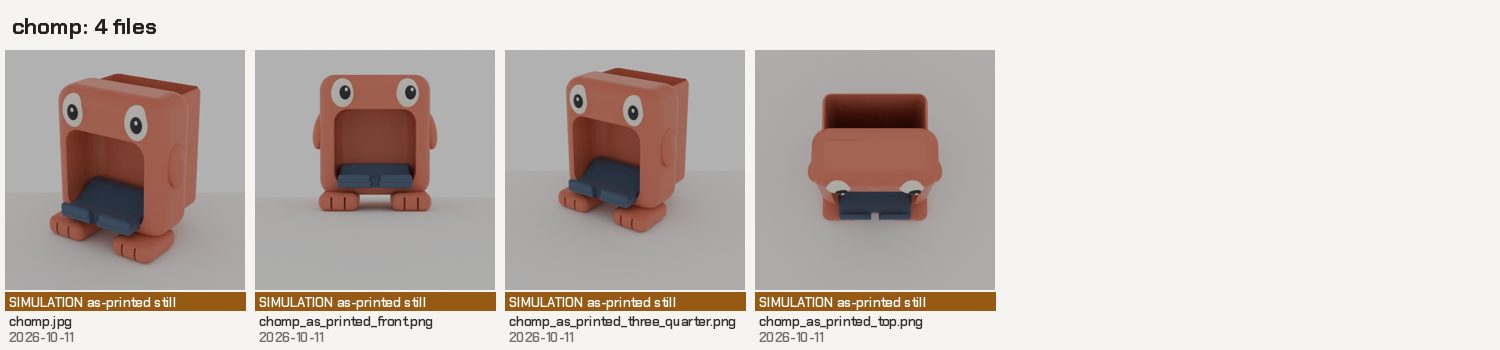 chomp: 4 files
SIMULATION as-printed still
SIMULATION as-printed still
SIMULATION as-printed still
SIMULATION as-printed still
chomp.jpg
chomp_as_printed_front.png
chomp_as_printed_three_quarter.png
chomp_as_printed_top.png
2026-10-11
2026-10-11
2026-10-11
2026-10-11